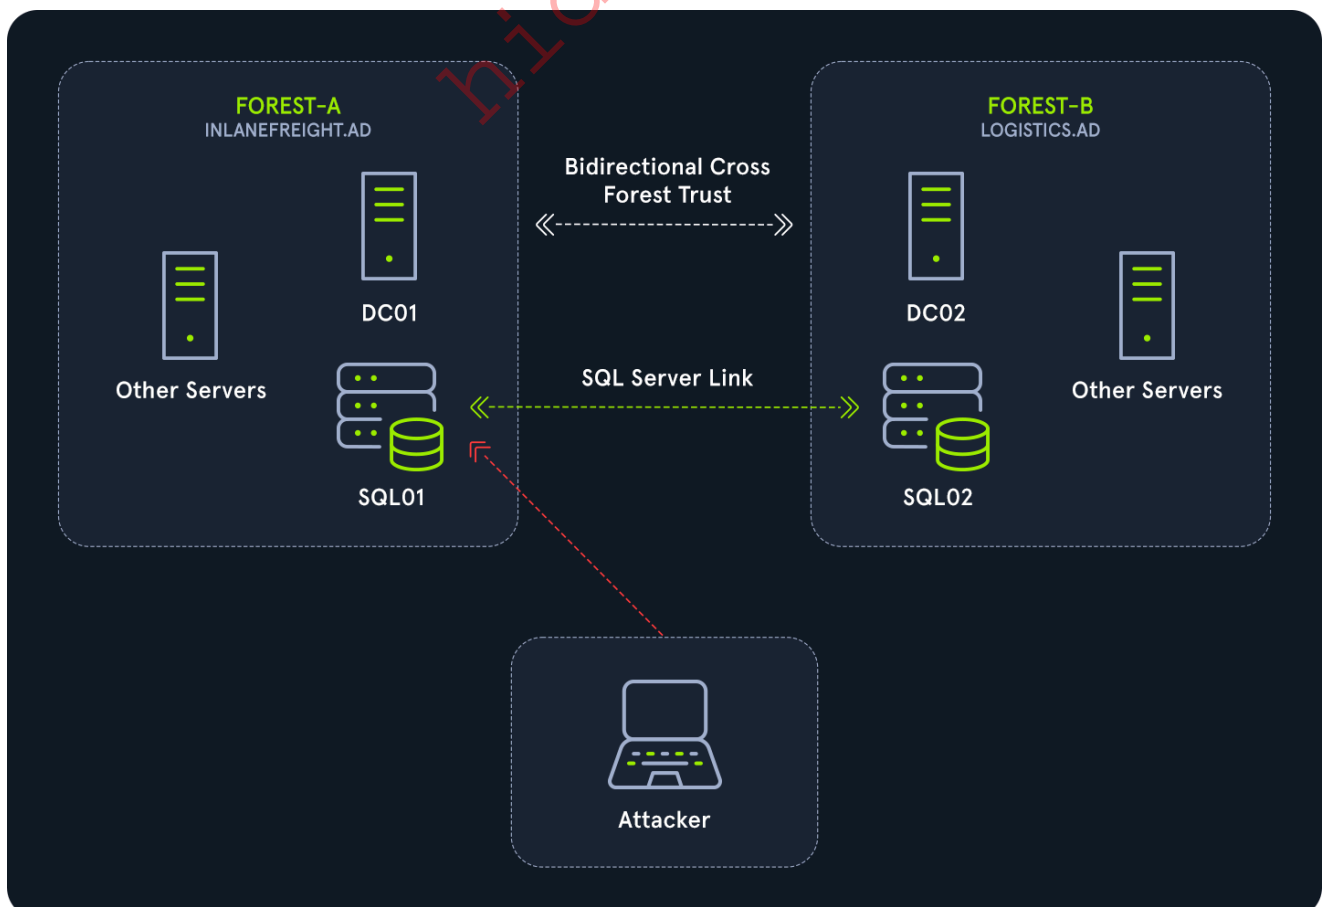 FOREST-A
INLANEFREIGHT.AD
FOREST-B
LOGISTICS.AD
Bidirectional Cross
Forest Trust
DC01
DC02
Other Servers
SQL Server Link
Other Servers
SQL01
SQL02
Attacker